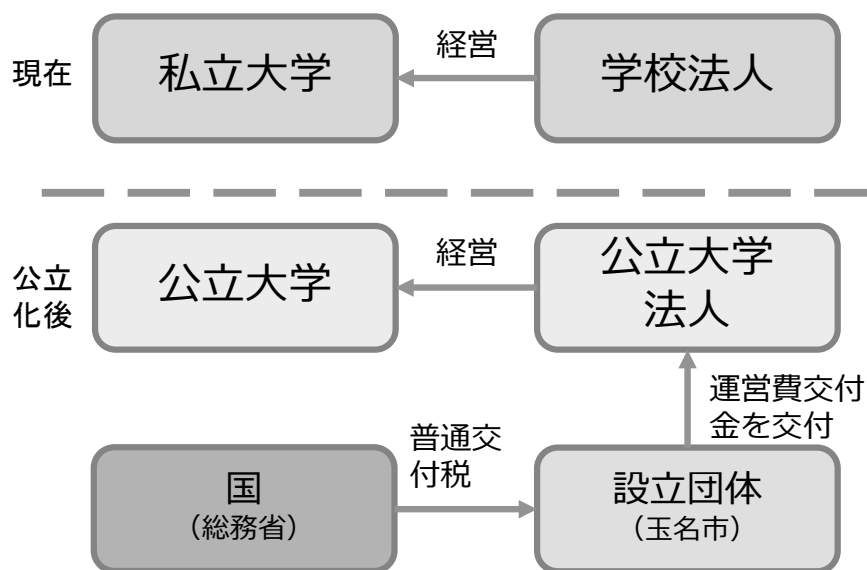 現在
私立大学
経営
学校法人
公立
化後
公立大学
経営
公立大学
法人
運営費交付
金を交付
普通交
付税
国
（総務省）
設立団体
（玉名市）